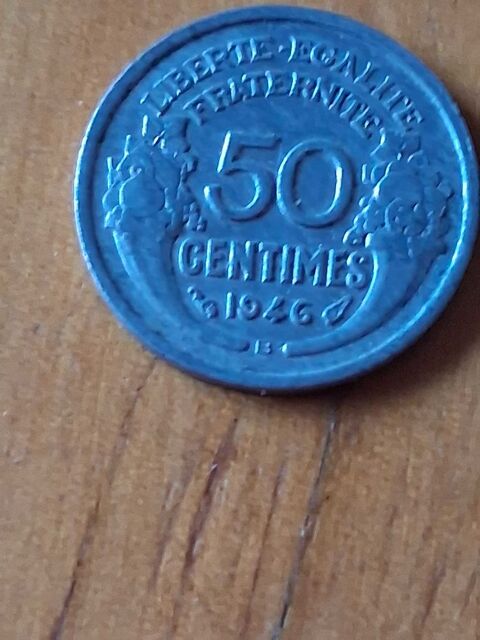 LIBERTE · EGALITE
FRATERNITE
50
CENTIMES
1946
B